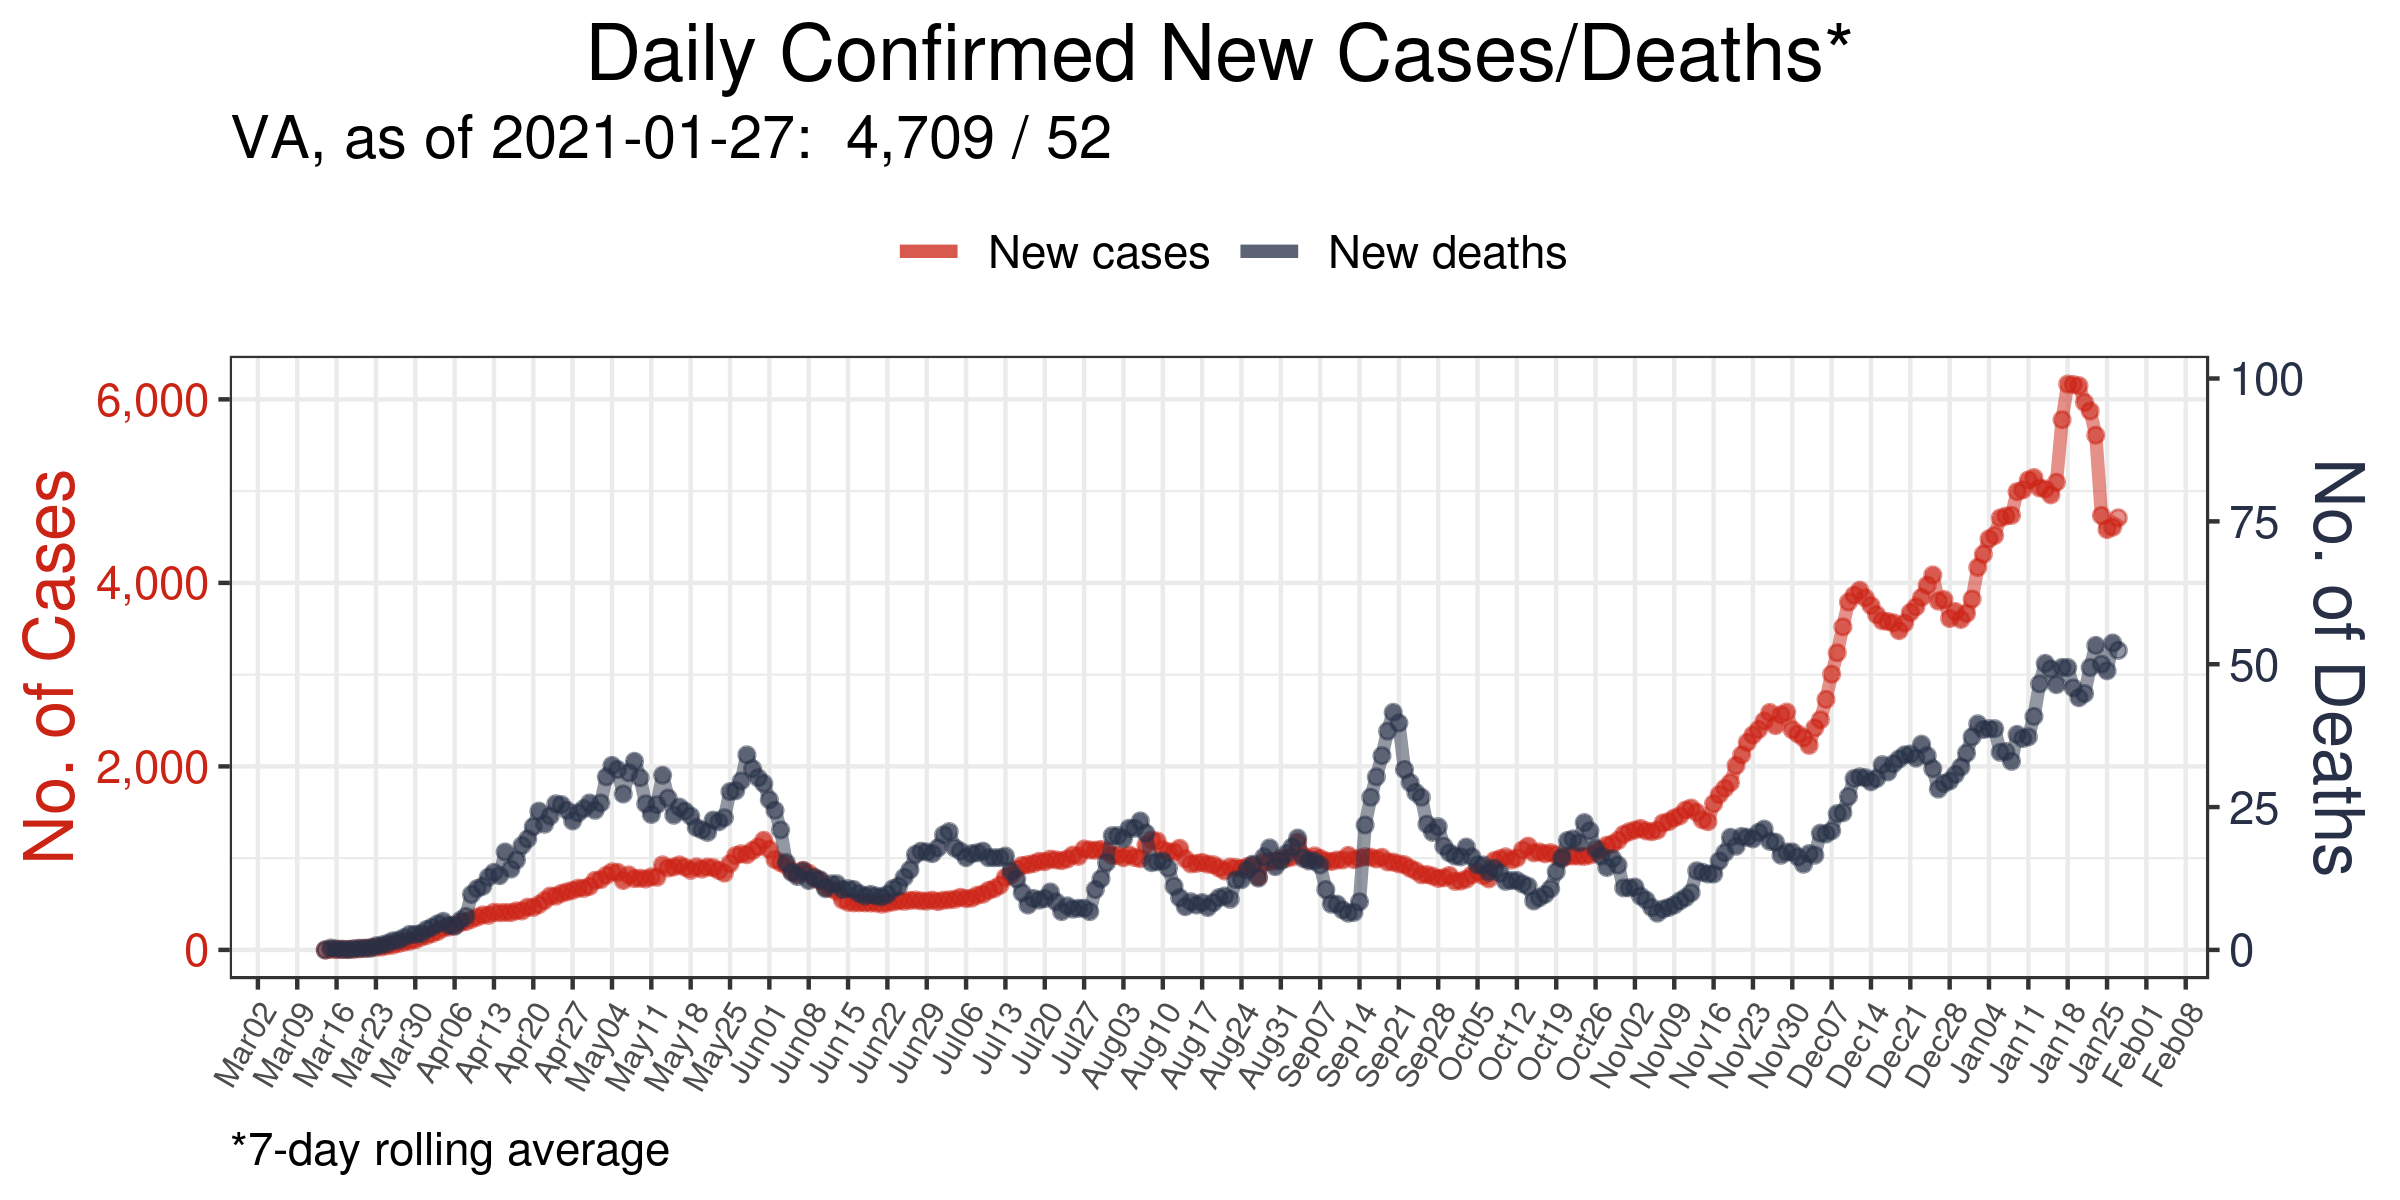 Daily Confirmed New Cases/Deaths*
VA, as of 2021-01-27:  4,709 / 52
New cases
New deaths
No. of Cases
6,000
4,000
2,000
0
100
75
50
25
0
No. of Deaths
Mar02
Mar09
Mar16
Mar23
Mar30
Apr06
Apr13
Apr20
Apr27
May04
May11
May18
May25
Jun01
Jun08
Jun15
Jun22
Jun29
Jul06
Jul13
Jul20
Jul27
Aug03
Aug10
Aug17
Aug24
Aug31
Sep07
Sep14
Sep21
Sep28
Oct05
Oct12
Oct19
Oct26
Nov02
Nov09
Nov16
Nov23
Nov30
Dec07
Dec14
Dec21
Dec28
Jan04
Jan11
Jan18
Jan25
Feb01
Feb08
*7-day rolling average